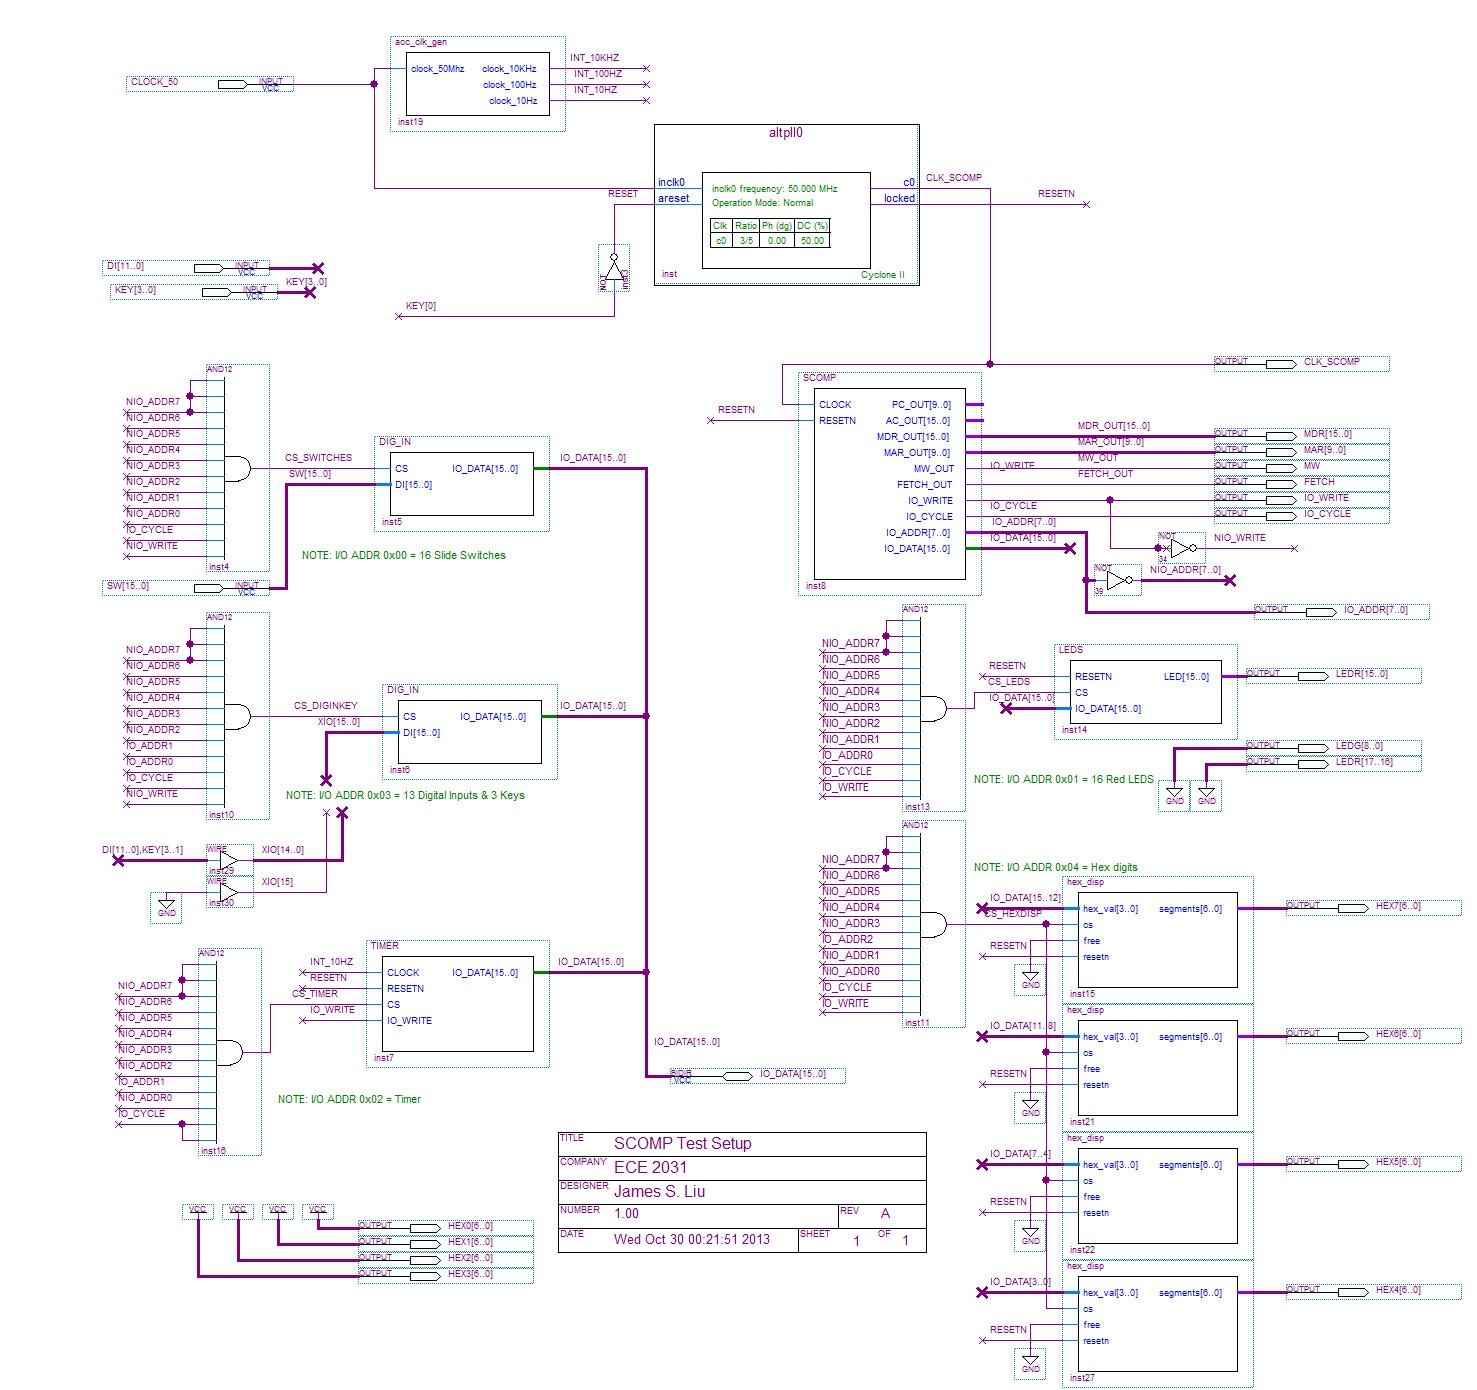 acc_clk_gen
CLOCK_50
INPUT
VCC
clock_50Mhz
clock_10Khz
clock_100Hz
clock_10Hz
INT_10KHZ
INT_100HZ
INT_10HZ
inst19
altpll0
inclk0
areset
inclk0 frequency: 50.000 MHz
Operation Mode: Normal
Clk Ratio Ph (dg) DC (%)
c0 3/5 0.00 50.00
c0
locked
inst
Cyclone II
CLK_SCOMP
RESETN
RESET
NOT
inst3
KEY[0]
DI[11..0]
INPUT
VCC
KEY[3..0]
INPUT
VCC
KEY[3..0]
AND12
NIO_ADDR7
NIO_ADDR6
NIO_ADDR5
NIO_ADDR4
NIO_ADDR3
NIO_ADDR2
NIO_ADDR1
NIO_ADDR0
IO_CYCLE
NIO_WRITE
inst4
CS_SWITCHES
SW[15..0]
DIG_IN
CS
DI[15..0]
IO_DATA[15..0]
inst5
IO_DATA[15..0]
NOTE: I/O ADDR 0x00 = 16 Slide Switches
SW[15..0]
INPUT
VCC
SCOMP
CLOCK
RESETN
PC_OUT[9..0]
AC_OUT[15..0]
MDR_OUT[15..0]
MAR_OUT[9..0]
MW_OUT
FETCH_OUT
IO_WRITE
IO_CYCLE
IO_ADDR[7..0]
IO_DATA[15..0]
inst8
RESETN
MDR_OUT[15..0]
MAR_OUT[9..0]
MW_OUT
FETCH_OUT
IO_WRITE
IO_CYCLE
IO_ADDR[7..0]
IO_DATA[15..0]
OUTPUT
CLK_SCOMP
OUTPUT
MDR[15..0]
OUTPUT
MAR[9..0]
OUTPUT
MW
OUTPUT
FETCH
OUTPUT
IO_WRITE
OUTPUT
IO_CYCLE
NOT
34
NIO_WRITE
NOT
39
NIO_ADDR[7..0]
OUTPUT
IO_ADDR[7..0]
AND12
NIO_ADDR7
NIO_ADDR6
NIO_ADDR5
NIO_ADDR4
NIO_ADDR3
NIO_ADDR2
IO_ADDR1
IO_ADDR0
IO_CYCLE
NIO_WRITE
inst10
CS_DIGINKEY
XIO[15..0]
DIG_IN
CS
DI[15..0]
IO_DATA[15..0]
inst6
IO_DATA[15..0]
NOTE: I/O ADDR 0x03 = 13 Digital Inputs & 3 Keys
DI[11..0],KEY[3..1]
WIRE
inst29
XIO[14..0]
WIRE
inst30
XIO[15]
GND
AND12
NIO_ADDR7
NIO_ADDR6
NIO_ADDR5
NIO_ADDR4
NIO_ADDR3
NIO_ADDR2
NIO_ADDR1
IO_ADDR0
IO_CYCLE
IO_WRITE
inst13
RESETN
CS_LEDS
IO_DATA[15..0]
LEDS
RESETN
CS
IO_DATA[15..0]
LED[15..0]
inst14
OUTPUT
LEDR[15..0]
OUTPUT
LEDG[8..0]
OUTPUT
LEDR[17..16]
GND
GND
NOTE: I/O ADDR 0x01 = 16 Red LEDS
AND12
NIO_ADDR7
NIO_ADDR6
NIO_ADDR5
NIO_ADDR4
NIO_ADDR3
IO_ADDR2
NIO_ADDR1
NIO_ADDR0
IO_CYCLE
IO_WRITE
inst11
NOTE: I/O ADDR 0x04 = Hex digits
CS_HEXDISP
hex_disp
IO_DATA[15..12]
hex_val[3..0]
segments[6..0]
cs
free
resetn
RESETN
GND
inst15
OUTPUT
HEX7[6..0]
hex_disp
IO_DATA[11..8]
hex_val[3..0]
segments[6..0]
cs
free
resetn
RESETN
GND
inst21
OUTPUT
HEX6[6..0]
hex_disp
IO_DATA[7..4]
hex_val[3..0]
segments[6..0]
cs
free
resetn
RESETN
GND
inst22
OUTPUT
HEX5[6..0]
hex_disp
IO_DATA[3..0]
hex_val[3..0]
segments[6..0]
cs
free
resetn
RESETN
GND
inst27
OUTPUT
HEX4[6..0]
AND12
NIO_ADDR7
NIO_ADDR6
NIO_ADDR5
NIO_ADDR4
NIO_ADDR3
NIO_ADDR2
IO_ADDR1
NIO_ADDR0
IO_CYCLE
inst16
INT_10HZ
RESETN
CS_TIMER
IO_WRITE
TIMER
CLOCK
RESETN
CS
IO_WRITE
IO_DATA[15..0]
inst7
IO_DATA[15..0]
NOTE: I/O ADDR 0x02 = Timer
IO_DATA[15..0]
BIDIR
VCC
IO_DATA[15..0]
VCC
VCC
VCC
VCC
OUTPUT
HEX0[6..0]
OUTPUT
HEX1[6..0]
OUTPUT
HEX2[6..0]
OUTPUT
HEX3[6..0]
TITLE SCOMP Test Setup
COMPANY ECE 2031
DESIGNER James S. Liu
NUMBER 1.00 REV A
DATE Wed Oct 30 00:21:51 2013 SHEET 1 OF 1